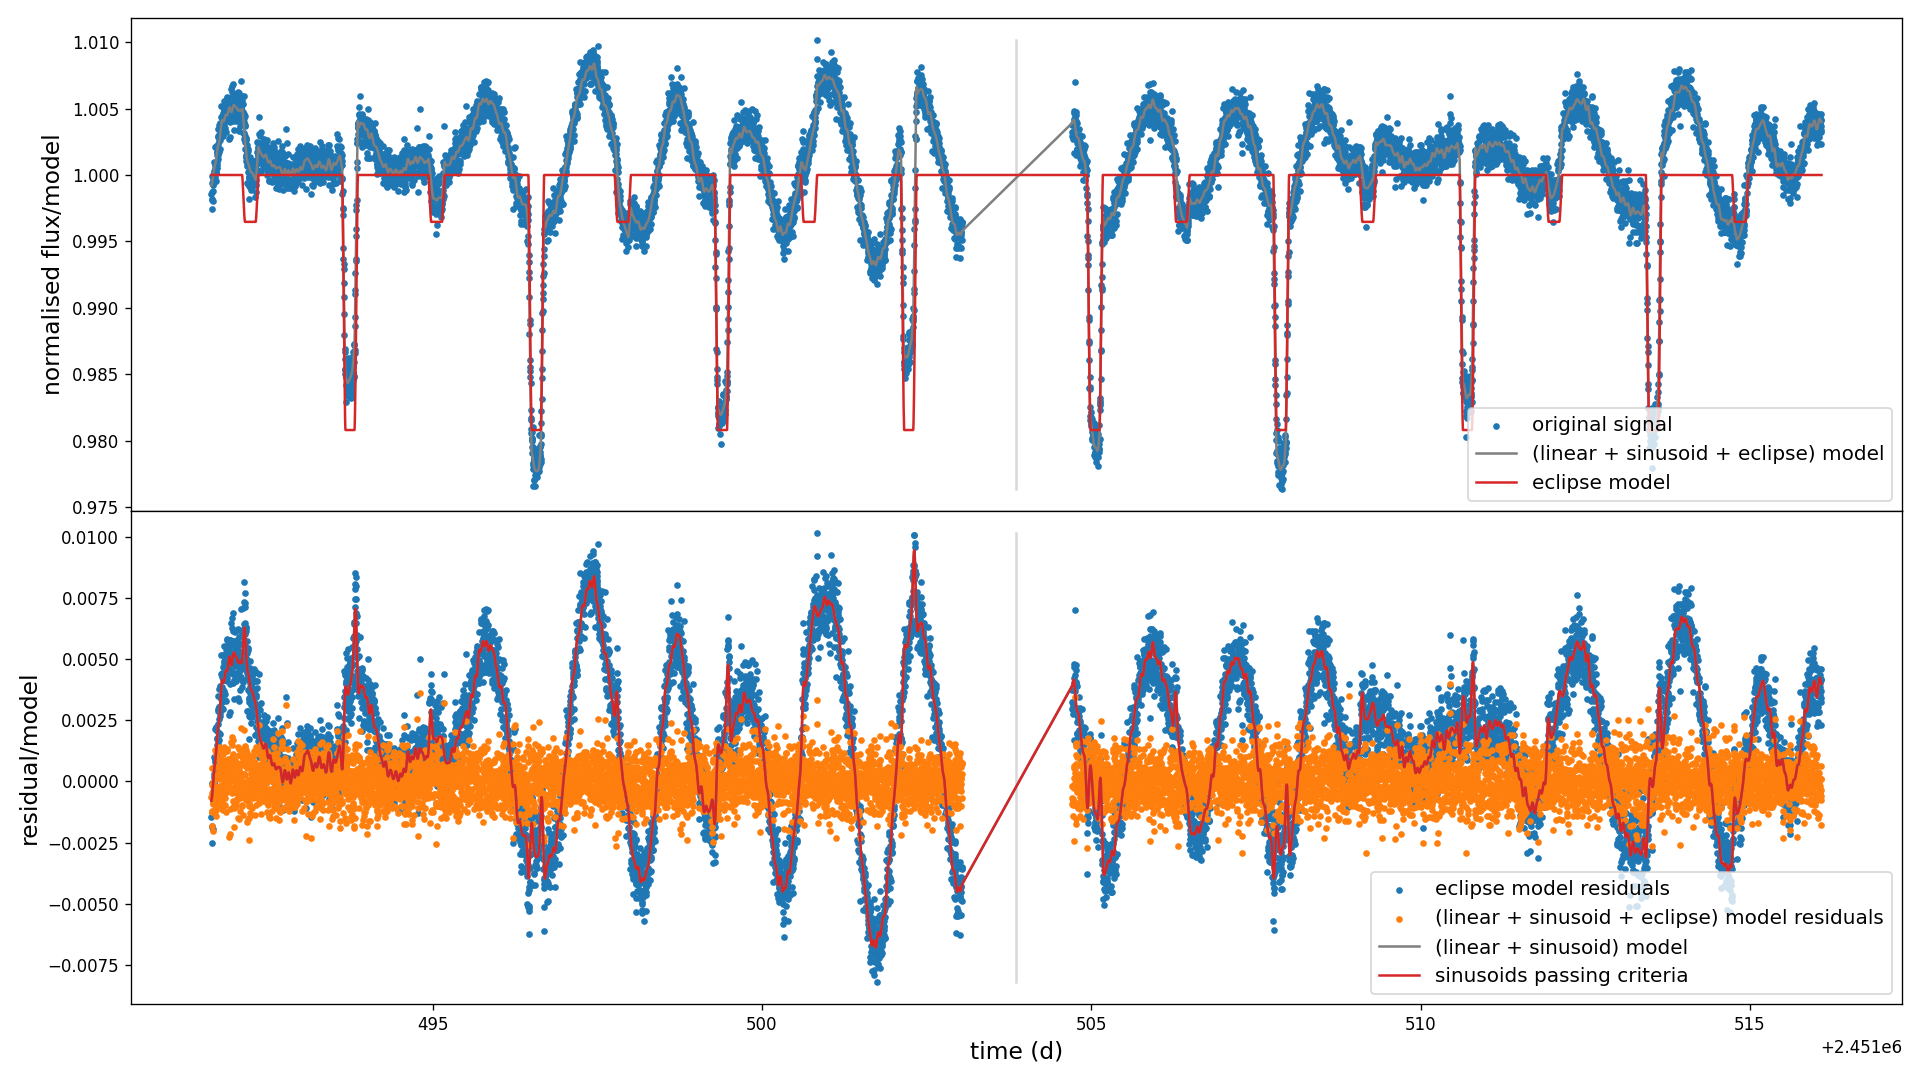 1.010
1.005
1.000
0.995
0.990
0.985
0.980
0.975
normalised flux/model
original signal
(linear + sinusoid + eclipse) model
eclipse model
0.0100
0.0075
0.0050
0.0025
0.0000
−0.0025
−0.0050
−0.0075
residual/model
eclipse model residuals
(linear + sinusoid + eclipse) model residuals
(linear + sinusoid) model
sinusoids passing criteria
495
500
505
510
515
time (d)
+2.451e6